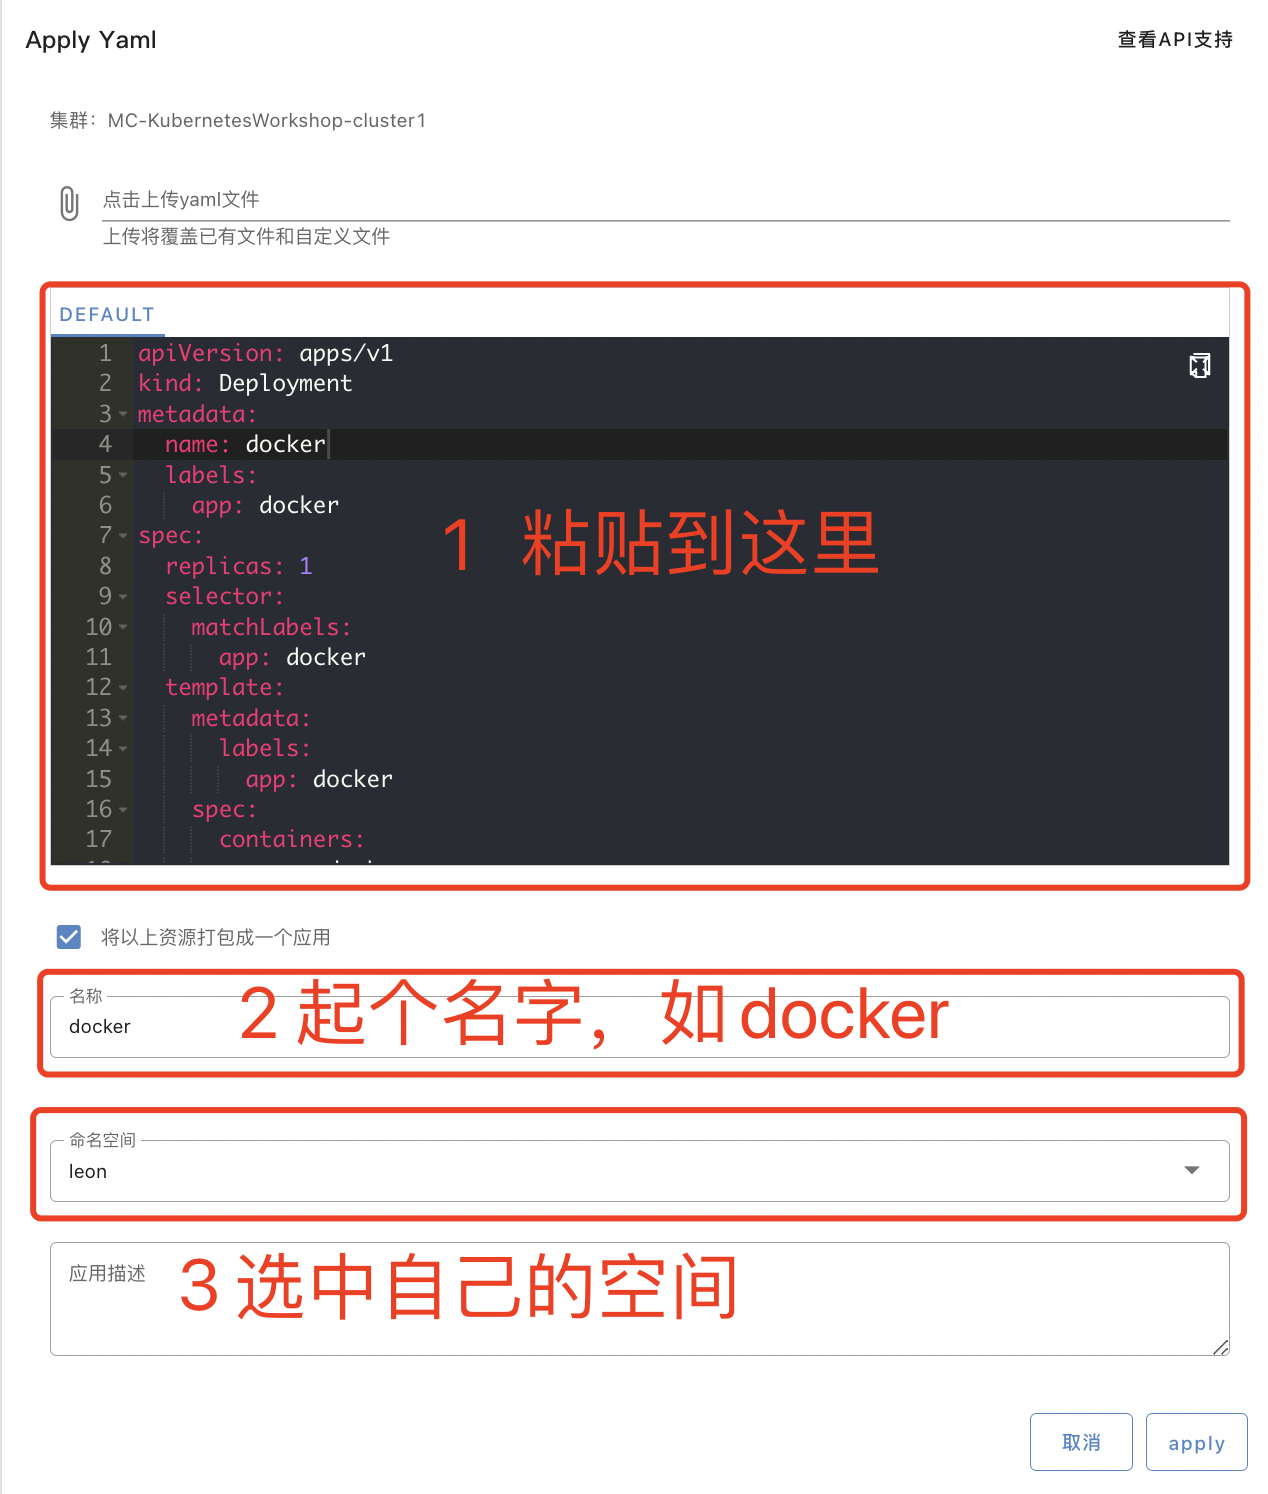 Apply Yaml
查看API支持
集群：MC-KubernetesWorkshop-cluster1
点击上传yaml文件
上传将覆盖已有文件和自定义文件
DEFAULT
1 apiVersion: apps/v1
2 kind: Deployment
3 metadata:
4 name: docker
5 labels:
6 app: docker
7 spec:
8 replicas: 1
9 selector:
10 matchLabels:
11 app: docker
12 template:
13 metadata:
14 labels:
15 app: docker
16 spec:
17 containers:
1 粘贴到这里
将以上资源打包成一个应用
名称
docker
2 起个名字，如docker
命名空间
leon
应用描述
3 选中自己的空间
取消
apply